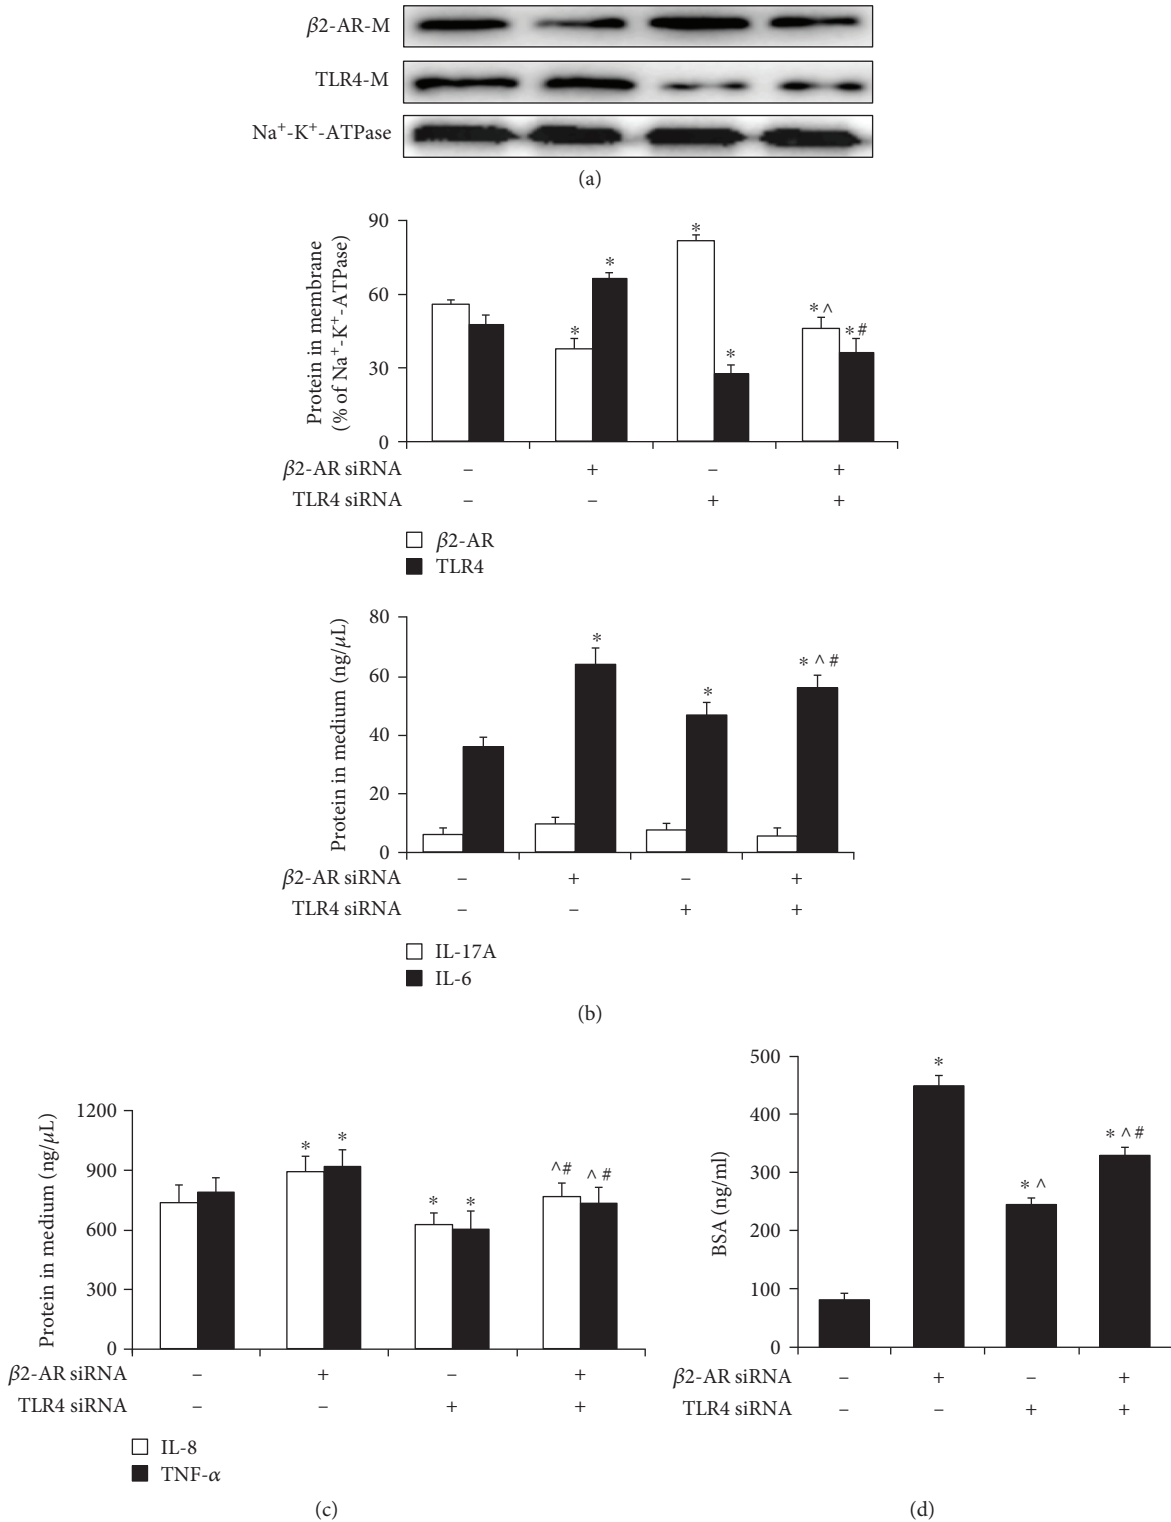 β2-AR-M
TLR4-M
Na⁺-K⁺-ATPase
(a)
Protein in membrane
(% of Na⁺-K⁺-ATPase)
90
60
30
0
*
*
*
*
* ^
*#
β2-AR siRNA – + – +
TLR4 siRNA – – + +
β2-AR
TLR4
Protein in medium (ng/μL)
80
60
40
20
0
*
*
* ^ #
β2-AR siRNA – + – +
TLR4 siRNA – – + +
IL-17A
IL-6
(b)
Protein in medium (ng/μL)
1200
900
600
300
0
* *
* *
^# ^ #
β2-AR siRNA – + – +
TLR4 siRNA – – + +
IL-8
TNF-α
(c)
BSA (ng/ml)
500
400
300
200
100
0
*
* ^
* ^ #
β2-AR siRNA – + – +
TLR4 siRNA – – + +
(d)